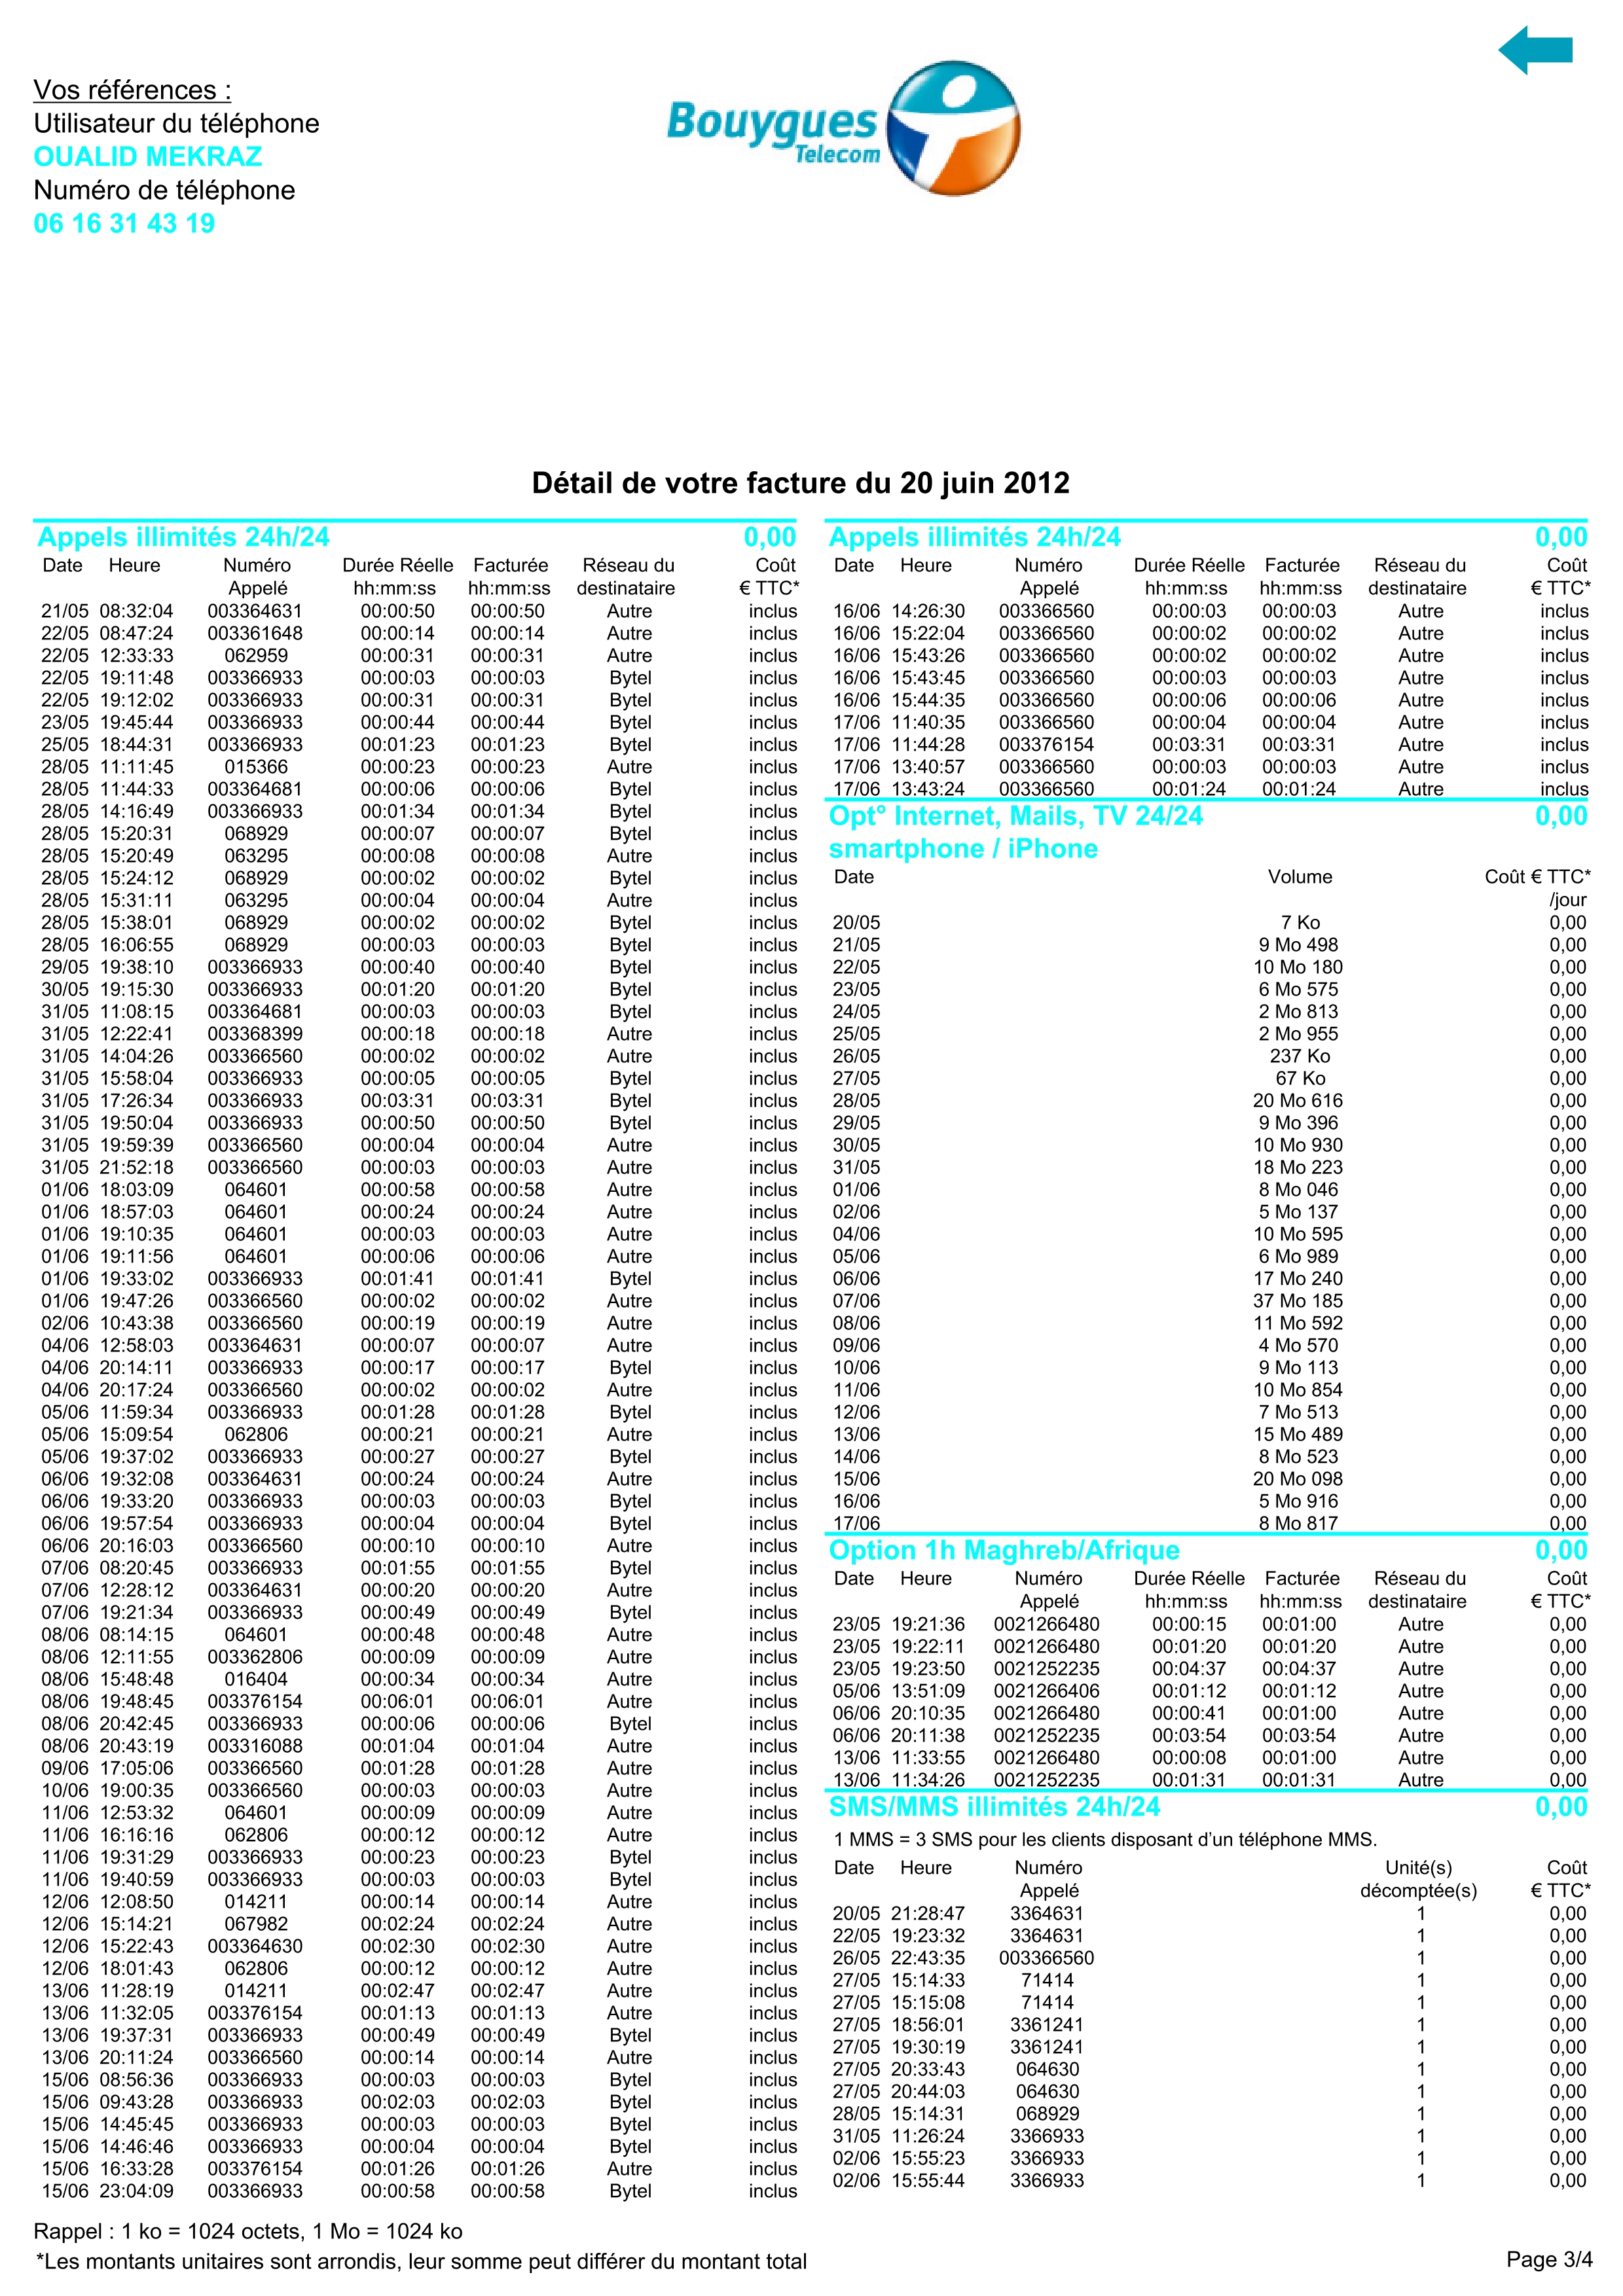 Vos références :
Utilisateur du téléphone
OUALID MEKRAZ
Numéro de téléphone
06 16 31 43 19
Bouygues
Telecom
Détail de votre facture du 20 juin 2012
Appels illimités 24h/24 0,00
Date Heure Numéro Durée Réelle Facturée Réseau du Coût
Appelé hh:mm:ss hh:mm:ss destinataire € TTC*
21/05 08:32:04 003364631 00:00:50 00:00:50 Autre inclus
22/05 08:47:24 003361648 00:00:14 00:00:14 Autre inclus
22/05 12:33:33 062959 00:00:31 00:00:31 Autre inclus
22/05 19:11:48 003366933 00:00:03 00:00:03 Bytel inclus
22/05 19:12:02 003366933 00:00:31 00:00:31 Bytel inclus
23/05 19:45:44 003366933 00:00:44 00:00:44 Bytel inclus
25/05 18:44:31 003366933 00:01:23 00:01:23 Bytel inclus
28/05 11:11:45 015366 00:00:23 00:00:23 Autre inclus
28/05 11:44:33 003364681 00:00:06 00:00:06 Bytel inclus
28/05 14:16:49 003366933 00:01:34 00:01:34 Bytel inclus
28/05 15:20:31 068929 00:00:07 00:00:07 Bytel inclus
28/05 15:20:49 063295 00:00:08 00:00:08 Autre inclus
28/05 15:24:12 068929 00:00:02 00:00:02 Bytel inclus
28/05 15:31:11 063295 00:00:04 00:00:04 Autre inclus
28/05 15:38:01 068929 00:00:02 00:00:02 Bytel inclus
28/05 16:06:55 068929 00:00:03 00:00:03 Bytel inclus
29/05 19:38:10 003366933 00:00:40 00:00:40 Bytel inclus
30/05 19:15:30 003366933 00:01:20 00:01:20 Bytel inclus
31/05 11:08:15 003364681 00:00:03 00:00:03 Bytel inclus
31/05 12:22:41 003368399 00:00:18 00:00:18 Autre inclus
31/05 14:04:26 003366560 00:00:02 00:00:02 Autre inclus
31/05 15:58:04 003366933 00:00:05 00:00:05 Bytel inclus
31/05 17:26:34 003366933 00:03:31 00:03:31 Bytel inclus
31/05 19:50:04 003366933 00:00:50 00:00:50 Bytel inclus
31/05 19:59:39 003366560 00:00:04 00:00:04 Autre inclus
31/05 21:52:18 003366560 00:00:03 00:00:03 Autre inclus
01/06 18:03:09 064601 00:00:58 00:00:58 Autre inclus
01/06 18:57:03 064601 00:00:24 00:00:24 Autre inclus
01/06 19:10:35 064601 00:00:03 00:00:03 Autre inclus
01/06 19:11:56 064601 00:00:06 00:00:06 Autre inclus
01/06 19:33:02 003366933 00:01:41 00:01:41 Bytel inclus
01/06 19:47:26 003366560 00:00:02 00:00:02 Autre inclus
02/06 10:43:38 003366560 00:00:19 00:00:19 Autre inclus
04/06 12:58:03 003364631 00:00:07 00:00:07 Autre inclus
04/06 20:14:11 003366933 00:00:17 00:00:17 Bytel inclus
04/06 20:17:24 003366560 00:00:02 00:00:02 Autre inclus
05/06 11:59:34 003366933 00:01:28 00:01:28 Bytel inclus
05/06 15:09:54 062806 00:00:21 00:00:21 Autre inclus
05/06 19:37:02 003366933 00:00:27 00:00:27 Bytel inclus
06/06 19:32:08 003364631 00:00:24 00:00:24 Autre inclus
06/06 19:33:20 003366933 00:00:03 00:00:03 Bytel inclus
06/06 19:57:54 003366933 00:00:04 00:00:04 Bytel inclus
06/06 20:16:03 003366560 00:00:10 00:00:10 Autre inclus
07/06 08:20:45 003366933 00:01:55 00:01:55 Bytel inclus
07/06 12:28:12 003364631 00:00:20 00:00:20 Autre inclus
07/06 19:21:34 003366933 00:00:49 00:00:49 Bytel inclus
08/06 08:14:15 064601 00:00:48 00:00:48 Autre inclus
08/06 12:11:55 003362806 00:00:09 00:00:09 Autre inclus
08/06 15:48:48 016404 00:00:34 00:00:34 Autre inclus
08/06 19:48:45 003376154 00:06:01 00:06:01 Autre inclus
08/06 20:42:45 003366933 00:00:06 00:00:06 Bytel inclus
08/06 20:43:19 003316088 00:01:04 00:01:04 Autre inclus
09/06 17:05:06 003366560 00:01:28 00:01:28 Autre inclus
10/06 19:00:35 003366560 00:00:03 00:00:03 Autre inclus
11/06 12:53:32 064601 00:00:09 00:00:09 Autre inclus
11/06 16:16:16 062806 00:00:12 00:00:12 Autre inclus
11/06 19:31:29 003366933 00:00:23 00:00:23 Bytel inclus
11/06 19:40:59 003366933 00:00:03 00:00:03 Bytel inclus
12/06 12:08:50 014211 00:00:14 00:00:14 Autre inclus
12/06 15:14:21 067982 00:02:24 00:02:24 Autre inclus
12/06 15:22:43 003364630 00:02:30 00:02:30 Autre inclus
12/06 18:01:43 062806 00:00:12 00:00:12 Autre inclus
13/06 11:28:19 014211 00:02:47 00:02:47 Autre inclus
13/06 11:32:05 003376154 00:01:13 00:01:13 Autre inclus
13/06 19:37:31 003366933 00:00:49 00:00:49 Bytel inclus
13/06 20:11:24 003366560 00:00:14 00:00:14 Autre inclus
15/06 08:56:36 003366933 00:00:03 00:00:03 Bytel inclus
15/06 09:43:28 003366933 00:02:03 00:02:03 Bytel inclus
15/06 14:45:45 003366933 00:00:03 00:00:03 Bytel inclus
15/06 14:46:46 003366933 00:00:04 00:00:04 Bytel inclus
15/06 16:33:28 003376154 00:01:26 00:01:26 Autre inclus
15/06 23:04:09 003366933 00:00:58 00:00:58 Bytel inclus
Appels illimités 24h/24 0,00
Date Heure Numéro Durée Réelle Facturée Réseau du Coût
Appelé hh:mm:ss hh:mm:ss destinataire € TTC*
16/06 14:26:30 003366560 00:00:03 00:00:03 Autre inclus
16/06 15:22:04 003366560 00:00:02 00:00:02 Autre inclus
16/06 15:43:26 003366560 00:00:02 00:00:02 Autre inclus
16/06 15:43:45 003366560 00:00:03 00:00:03 Autre inclus
16/06 15:44:35 003366560 00:00:06 00:00:06 Autre inclus
17/06 11:40:35 003366560 00:00:04 00:00:04 Autre inclus
17/06 11:44:28 003376154 00:03:31 00:03:31 Autre inclus
17/06 13:40:57 003366560 00:00:03 00:00:03 Autre inclus
17/06 13:43:24 003366560 00:01:24 00:01:24 Autre inclus
Opt° Internet, Mails, TV 24/24 0,00
smartphone / iPhone
Date Volume Coût € TTC*
/jour
20/05 7 Ko 0,00
21/05 9 Mo 498 0,00
22/05 10 Mo 180 0,00
23/05 6 Mo 575 0,00
24/05 2 Mo 813 0,00
25/05 2 Mo 955 0,00
26/05 237 Ko 0,00
27/05 67 Ko 0,00
28/05 20 Mo 616 0,00
29/05 9 Mo 396 0,00
30/05 10 Mo 930 0,00
31/05 18 Mo 223 0,00
01/06 8 Mo 046 0,00
02/06 5 Mo 137 0,00
04/06 10 Mo 595 0,00
05/06 6 Mo 989 0,00
06/06 17 Mo 240 0,00
07/06 37 Mo 185 0,00
08/06 11 Mo 592 0,00
09/06 4 Mo 570 0,00
10/06 9 Mo 113 0,00
11/06 10 Mo 854 0,00
12/06 7 Mo 513 0,00
13/06 15 Mo 489 0,00
14/06 8 Mo 523 0,00
15/06 20 Mo 098 0,00
16/06 5 Mo 916 0,00
17/06 8 Mo 817 0,00
Option 1h Maghreb/Afrique 0,00
Date Heure Numéro Durée Réelle Facturée Réseau du Coût
Appelé hh:mm:ss hh:mm:ss destinataire € TTC*
23/05 19:21:36 0021266480 00:00:15 00:01:00 Autre 0,00
23/05 19:22:11 0021266480 00:01:20 00:01:20 Autre 0,00
23/05 19:23:50 0021252235 00:04:37 00:04:37 Autre 0,00
05/06 13:51:09 0021266406 00:01:12 00:01:12 Autre 0,00
06/06 20:10:35 0021266480 00:00:41 00:01:00 Autre 0,00
06/06 20:11:38 0021252235 00:03:54 00:03:54 Autre 0,00
13/06 11:33:55 0021266480 00:00:08 00:01:00 Autre 0,00
13/06 11:34:26 0021252235 00:01:31 00:01:31 Autre 0,00
SMS/MMS illimités 24h/24 0,00
1 MMS = 3 SMS pour les clients disposant d'un téléphone MMS.
Date Heure Numéro Unité(s) Coût
Appelé décomptée(s) € TTC*
20/05 21:28:47 3364631 1 0,00
22/05 19:23:32 3364631 1 0,00
26/05 22:43:35 003366560 1 0,00
27/05 15:14:33 71414 1 0,00
27/05 15:15:08 71414 1 0,00
27/05 18:56:01 3361241 1 0,00
27/05 19:30:19 3361241 1 0,00
27/05 20:33:43 064630 1 0,00
27/05 20:44:03 064630 1 0,00
28/05 15:14:31 068929 1 0,00
31/05 11:26:24 3366933 1 0,00
02/06 15:55:23 3366933 1 0,00
02/06 15:55:44 3366933 1 0,00
Rappel : 1 ko = 1024 octets, 1 Mo = 1024 ko
*Les montants unitaires sont arrondis, leur somme peut différer du montant total
Page 3/4